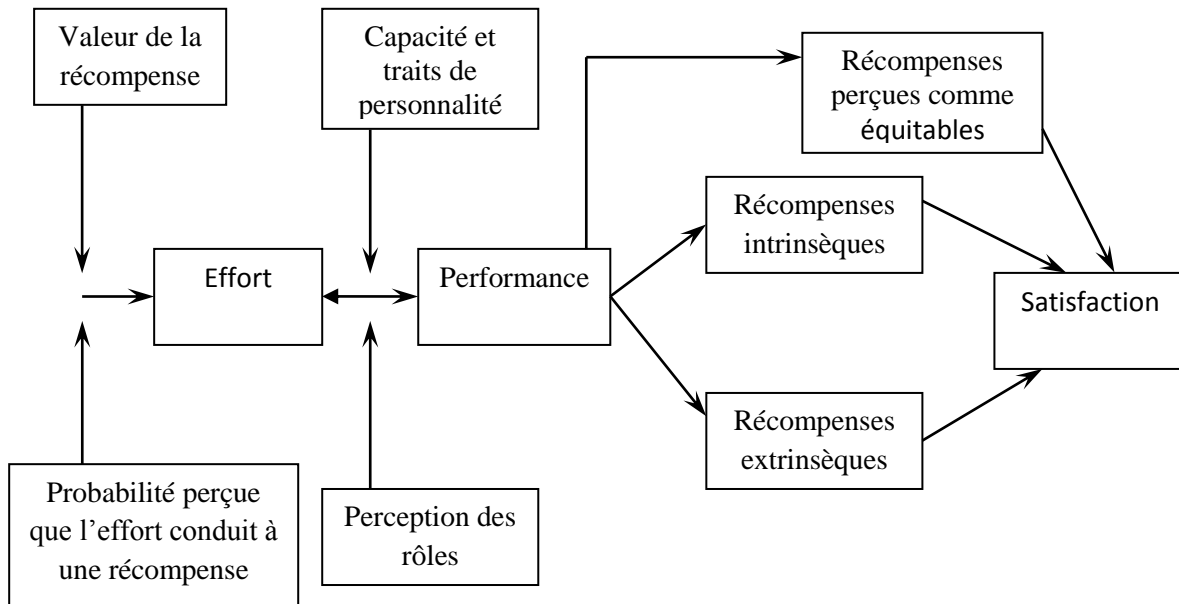 Valeur de la
récompense
Capacité et
traits de
personnalité
Récompenses
perçues comme
équitables
Récompenses
intrinsèques
Effort
Performance
Satisfaction
Récompenses
extrinsèques
Probabilité perçue
que l’effort conduit à
une récompense
Perception des
rôles